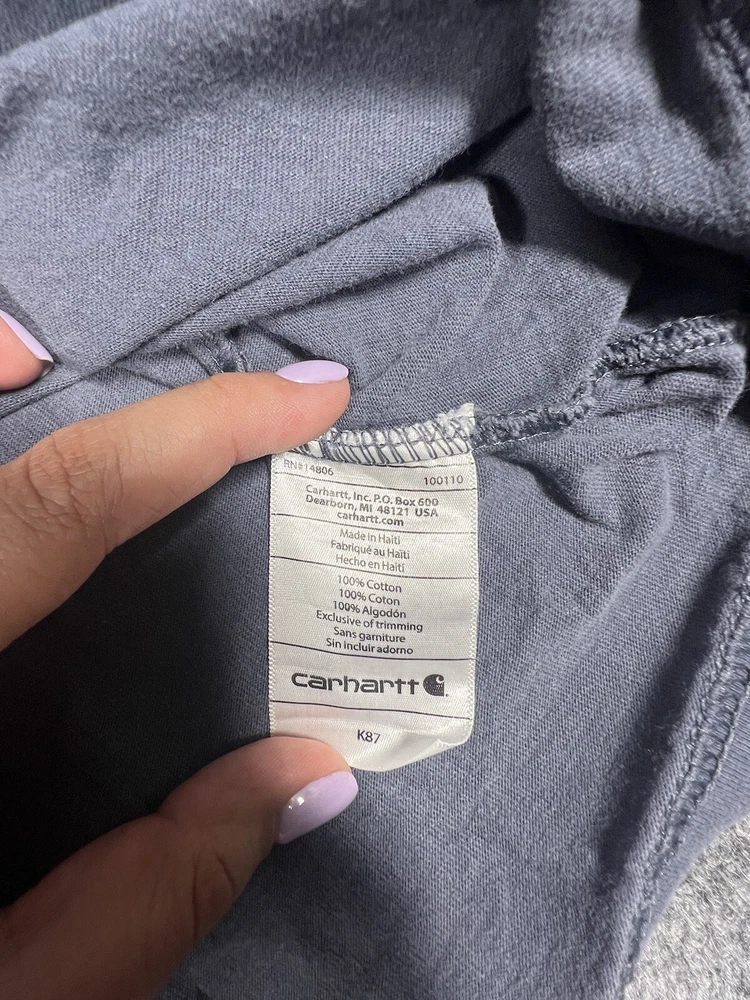 RN#14806 100110
Carhartt, Inc. P.O. Box 600
Dearborn, MI 48121 USA
carhartt.com
Made in Haiti
Fabriqué au Haïti
Hecho en Haití
100% Cotton
100% Coton
100% Algodón
Exclusive of trimming
Sans garniture
Sin incluir adorno
carhartt
K87